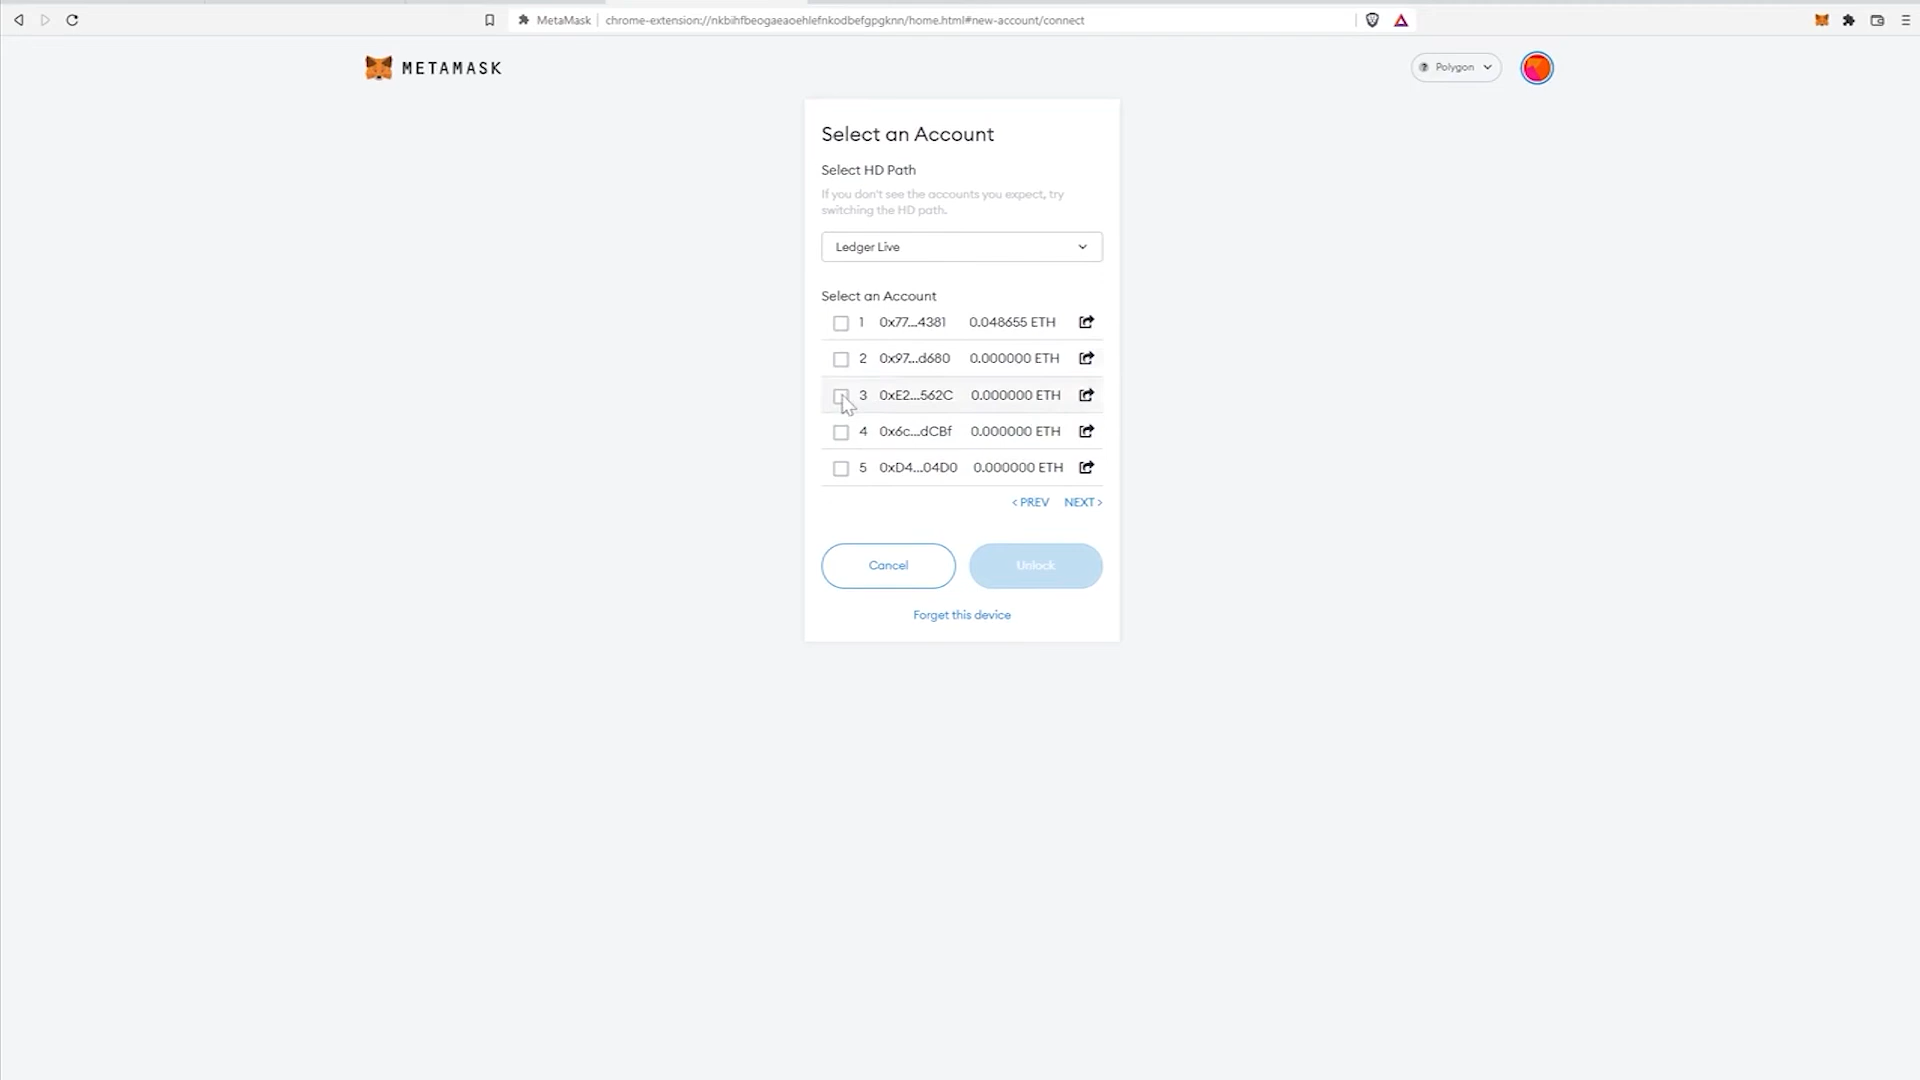 MetaMask chrome-extension://nkbihfbeogaeaoehlefnkodbefgpgknn/home.html#new-account/connect
METAMASK
Polygon
Select an Account
Select HD Path
If you don't see the accounts you expect, try
switching the HD path.
Ledger Live
Select an Account
1 0x77...4381 0.048655 ETH
2 0x97...d680 0.000000 ETH
3 0xE2...562C 0.000000 ETH
4 0x6c...dCBf 0.000000 ETH
5 0xD4...04D0 0.000000 ETH
< PREV NEXT >
Cancel Unlock
Forget this device